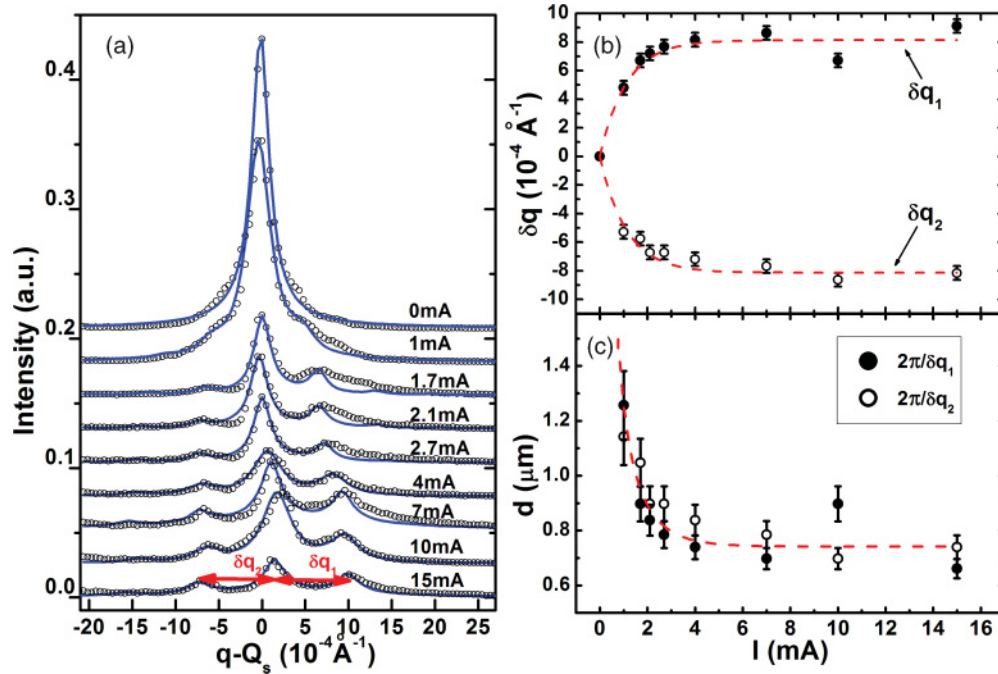 (a)
Intensity (a.u.)
0.4
0.3
0.2
0.1
0.0
0mA
1mA
1.7mA
2.1mA
2.7mA
4mA
7mA
10mA
15mA
δq₂ δq₁
-20 -15 -10 -5 0 5 10 15 20 25
q-Qₛ (10⁻⁴Å⁻¹)
(b)
δq (10⁻⁴ Å⁻¹)
10
8
6
4
2
0
-2
-4
-6
-8
-10
δq₁
δq₂
(c)
d (μm)
1.4
1.2
1.0
0.8
0.6
2π/δq₁
2π/δq₂
0 2 4 6 8 10 12 14 16
I (mA)